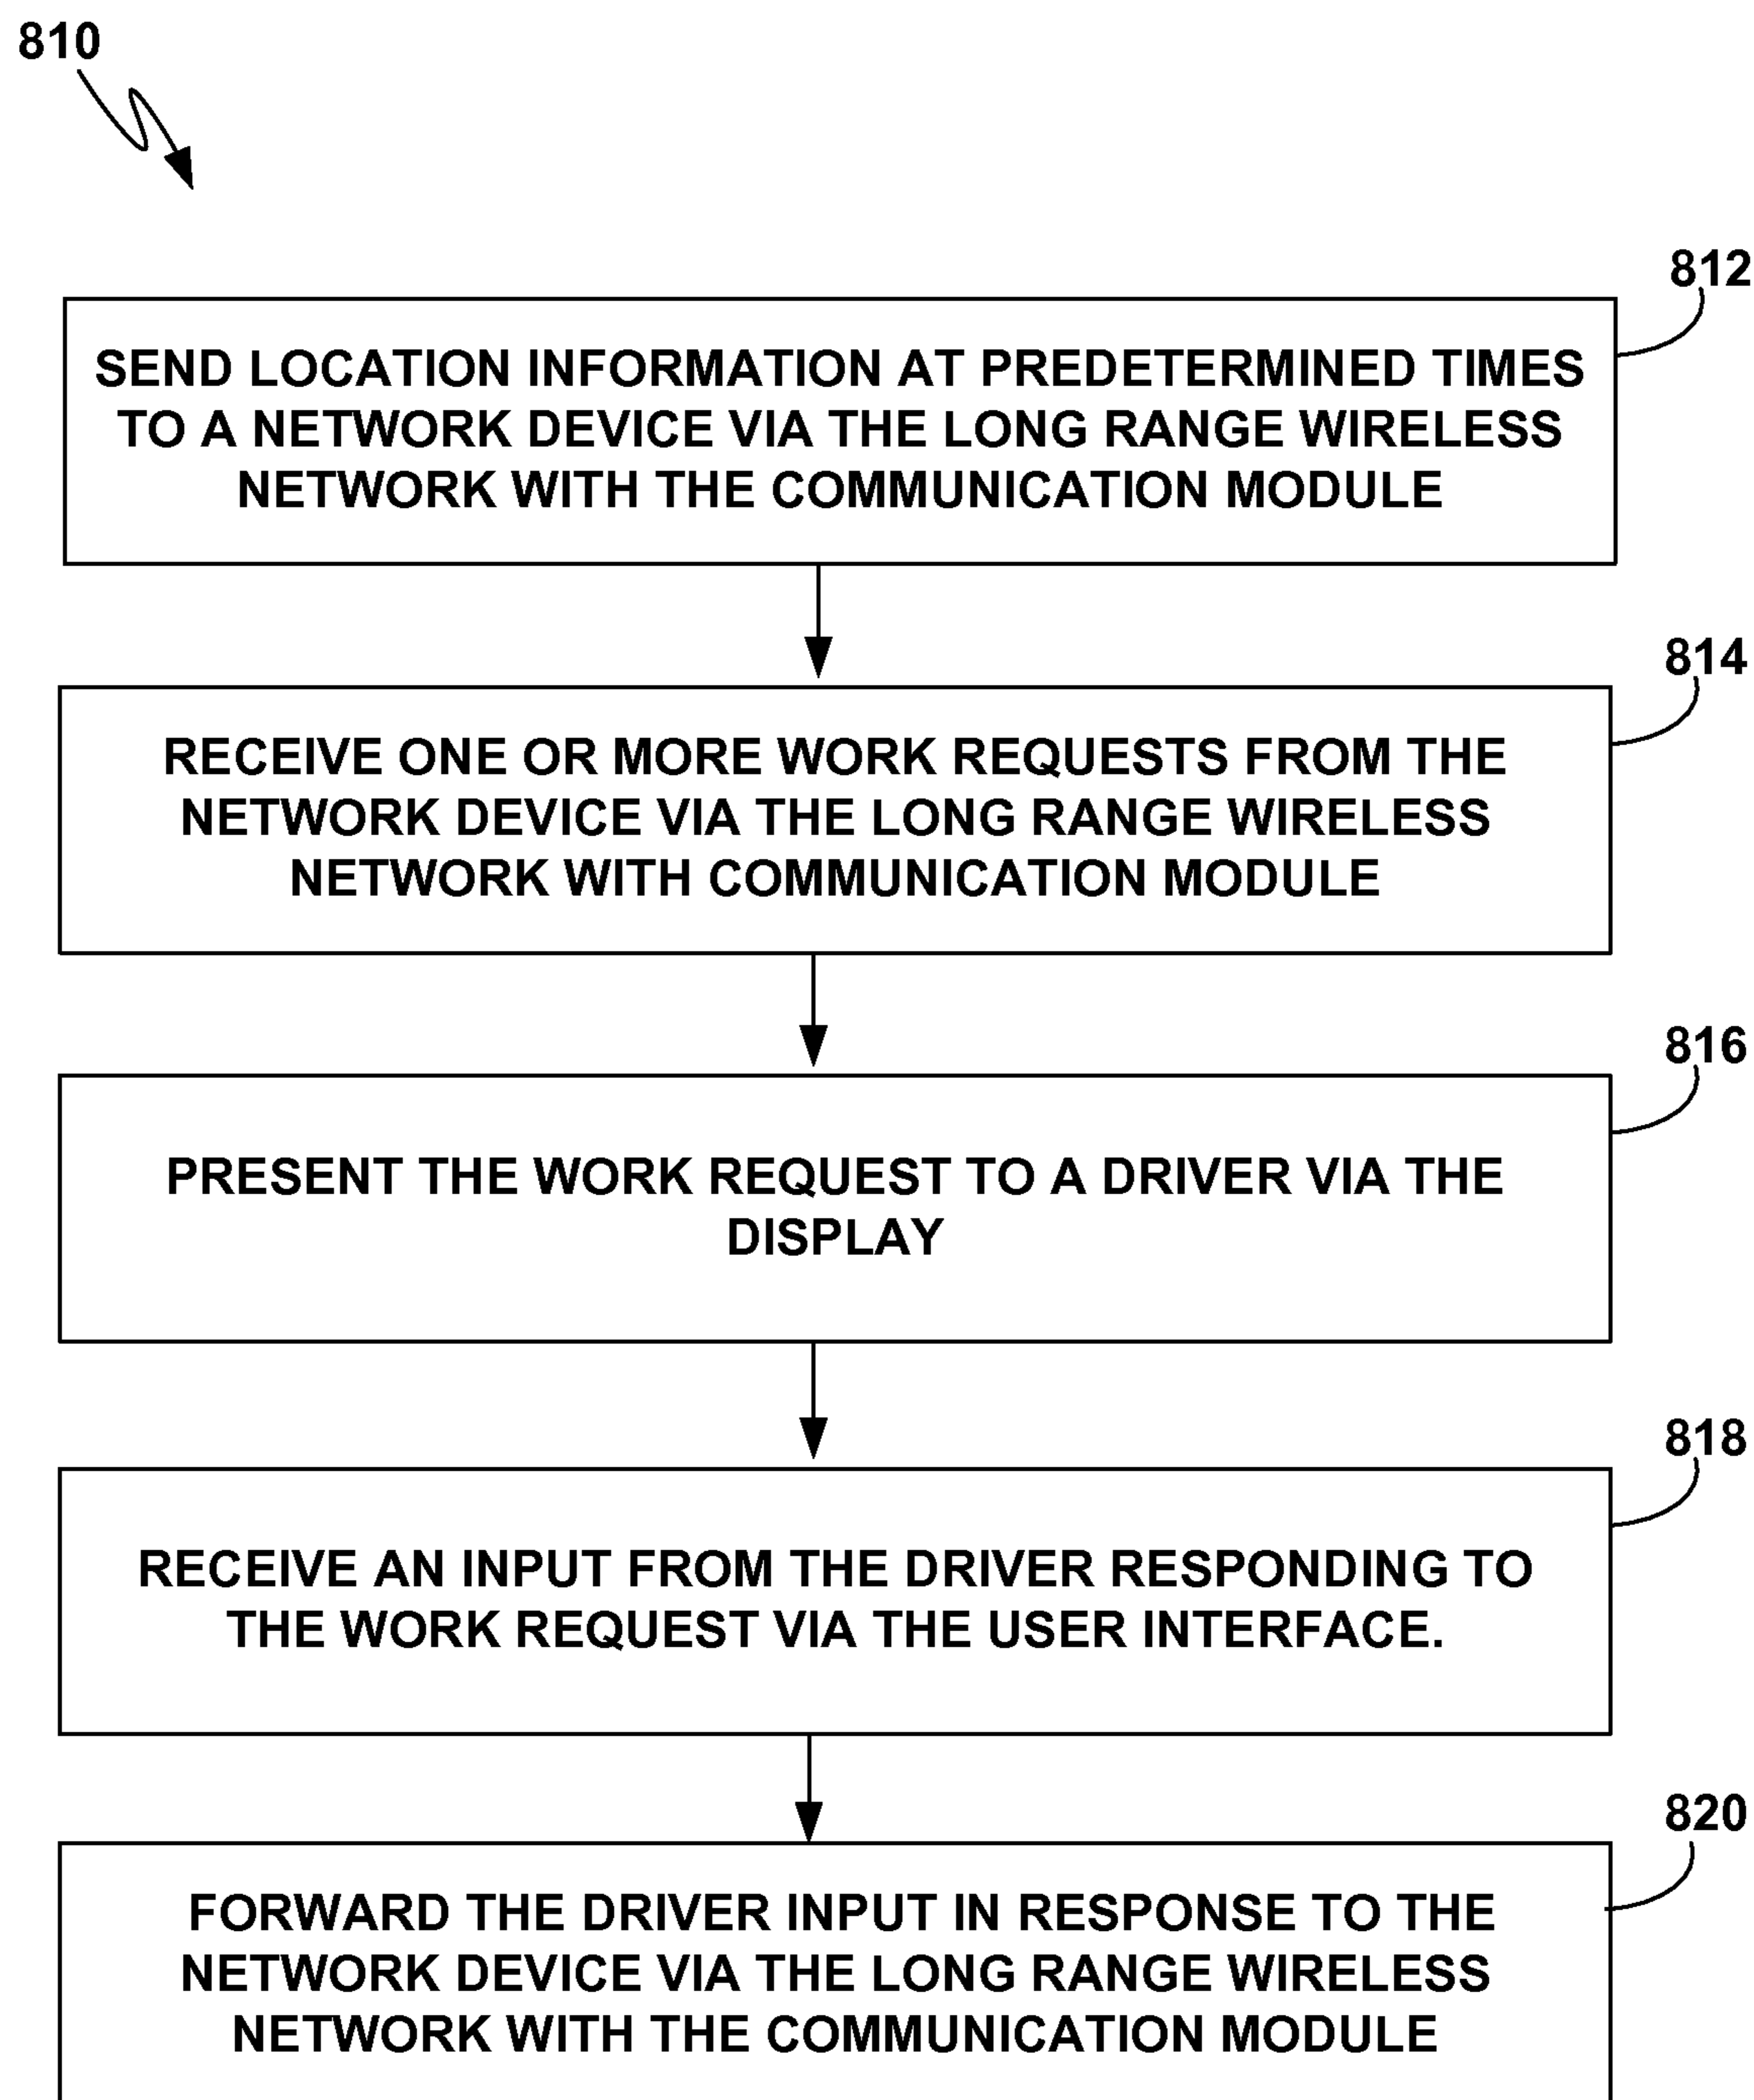 810
812
SEND LOCATION INFORMATION AT PREDETERMINED TIMES
TO A NETWORK DEVICE VIA THE LONG RANGE WIRELESS
NETWORK WITH THE COMMUNICATION MODULE
814
RECEIVE ONE OR MORE WORK REQUESTS FROM THE
NETWORK DEVICE VIA THE LONG RANGE WIRELESS
NETWORK WITH COMMUNICATION MODULE
816
PRESENT THE WORK REQUEST TO A DRIVER VIA THE
DISPLAY
818
RECEIVE AN INPUT FROM THE DRIVER RESPONDING TO
THE WORK REQUEST VIA THE USER INTERFACE.
820
FORWARD THE DRIVER INPUT IN RESPONSE TO THE
NETWORK DEVICE VIA THE LONG RANGE WIRELESS
NETWORK WITH THE COMMUNICATION MODULE